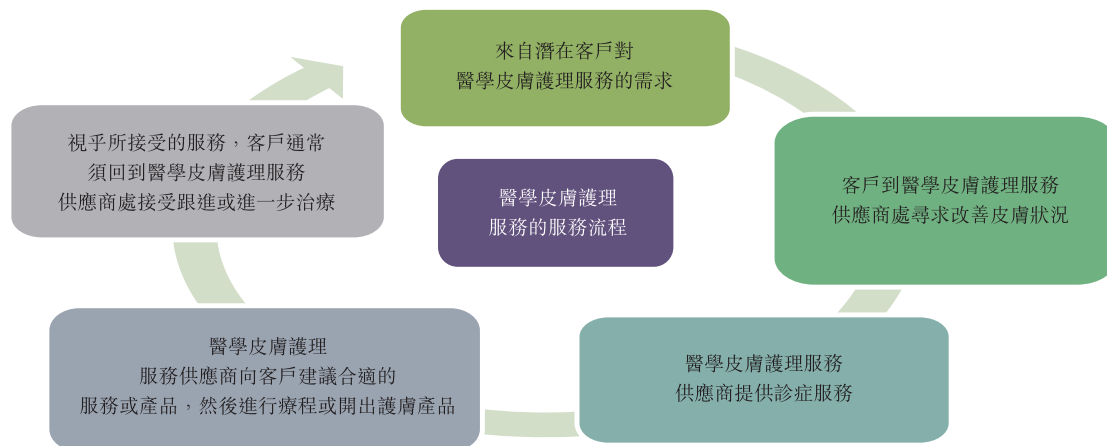 來自潛在客戶對
醫學皮膚護理服務的需求
客戶到醫學皮膚護理服務
供應商處尋求改善皮膚狀況
醫學皮膚護理服務
供應商提供診症服務
醫學皮膚護理
服務供應商向客戶建議合適的
服務或產品，然後進行療程或開出護膚產品
視乎所接受的服務，客戶通常
須回到醫學皮膚護理服務
供應商處接受跟進或進一步治療
醫學皮膚護理
服務的服務流程